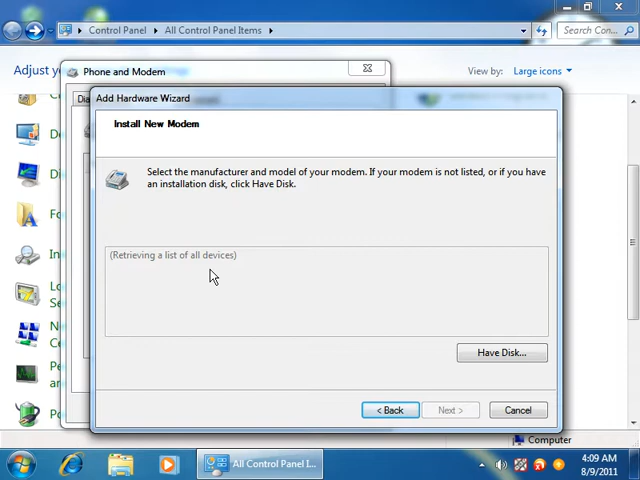 Control Panel
All Control Panel Items
Search Con...
Adjust you
View by:
Large icons
Phone and Modem
Dia
Add Hardware Wizard
Install New Modem
Select the manufacturer and model of your modem. If your modem is not listed, or if you have
an installation disk, click Have Disk.
(Retrieving a list of all devices)
Have Disk...
< Back
Next >
Cancel
Computer
All Control Panel I...
4:09 AM
8/9/2011